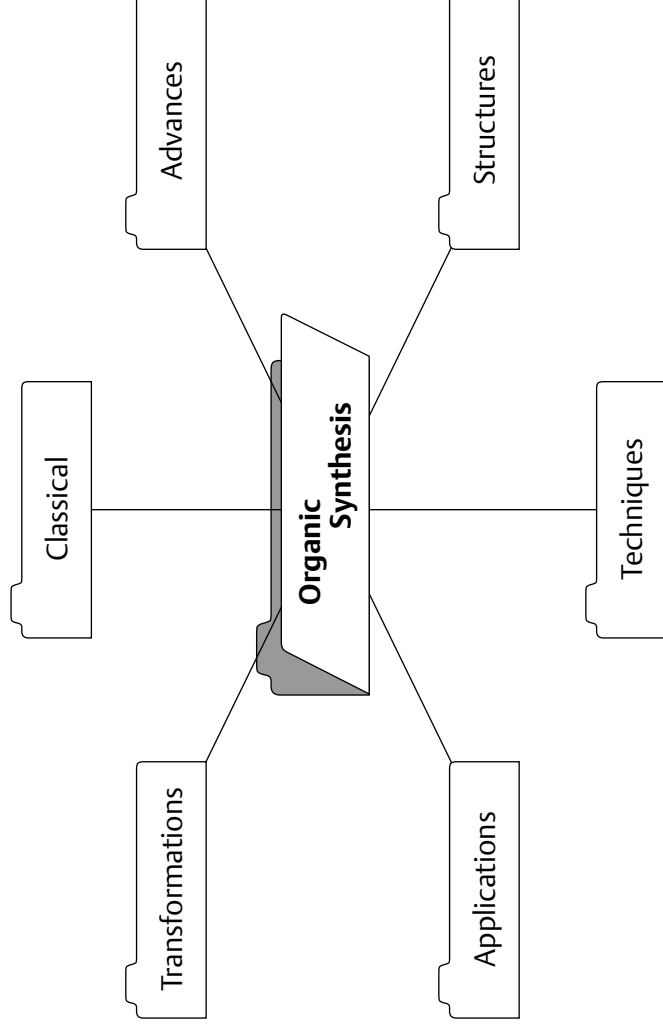 Classical
Transformations
Advances
Organic
Synthesis
Applications
Structures
Techniques